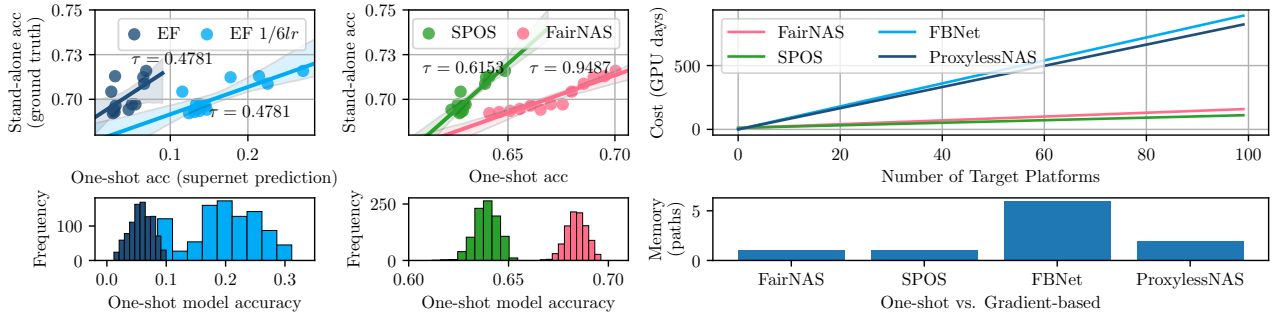 0.75
0.73
0.70
Stand-alone acc
(ground truth)
EF
EF 1/6lr
τ = 0.4781
τ = 0.4781
0.1
0.2
One-shot acc (supernet prediction)
0.75
0.73
0.70
Stand-alone acc
SPOS
FairNAS
τ = 0.6153
τ = 0.9487
0.65
0.70
One-shot acc
500
0
Cost (GPU days)
FairNAS
SPOS
FBNet
ProxylessNAS
0
20
40
60
80
100
Number of Target Platforms
100
0
Frequency
0.0
0.1
0.2
0.3
One-shot model accuracy
250
0
Frequency
0.60
0.65
0.70
One-shot model accuracy
5
0
Memory
(paths)
FairNAS
SPOS
FBNet
ProxylessNAS
One-shot vs. Gradient-based